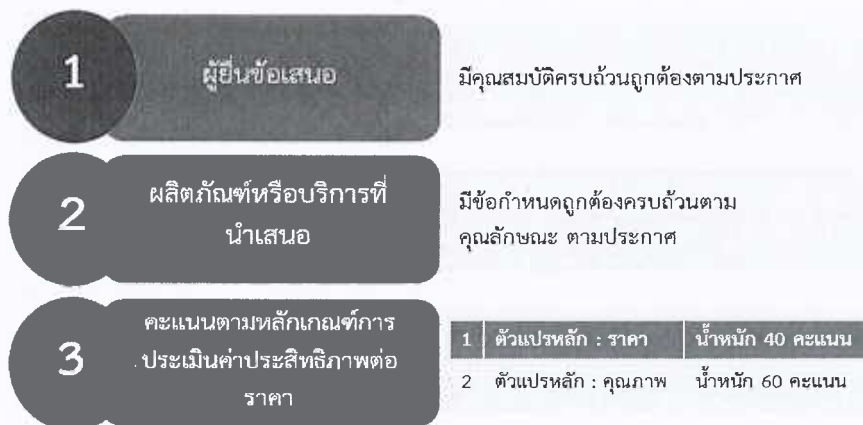 1
ผู้ยื่นข้อเสนอ
มีคุณสมบัติครบถ้วนถูกต้องตามประกาศ
2
ผลิตภัณฑ์หรือบริการที่
นำเสนอ
มีข้อกำหนดถูกต้องครบถ้วนตาม
คุณลักษณะ ตามประกาศ
3
คะแนนตามหลักเกณฑ์การ
ประเมินค่าประสิทธิภาพต่อ
ราคา
1 ตัวแปรหลัก : ราคา น้ำหนัก 40 คะแนน
2 ตัวแปรหลัก : คุณภาพ น้ำหนัก 60 คะแนน